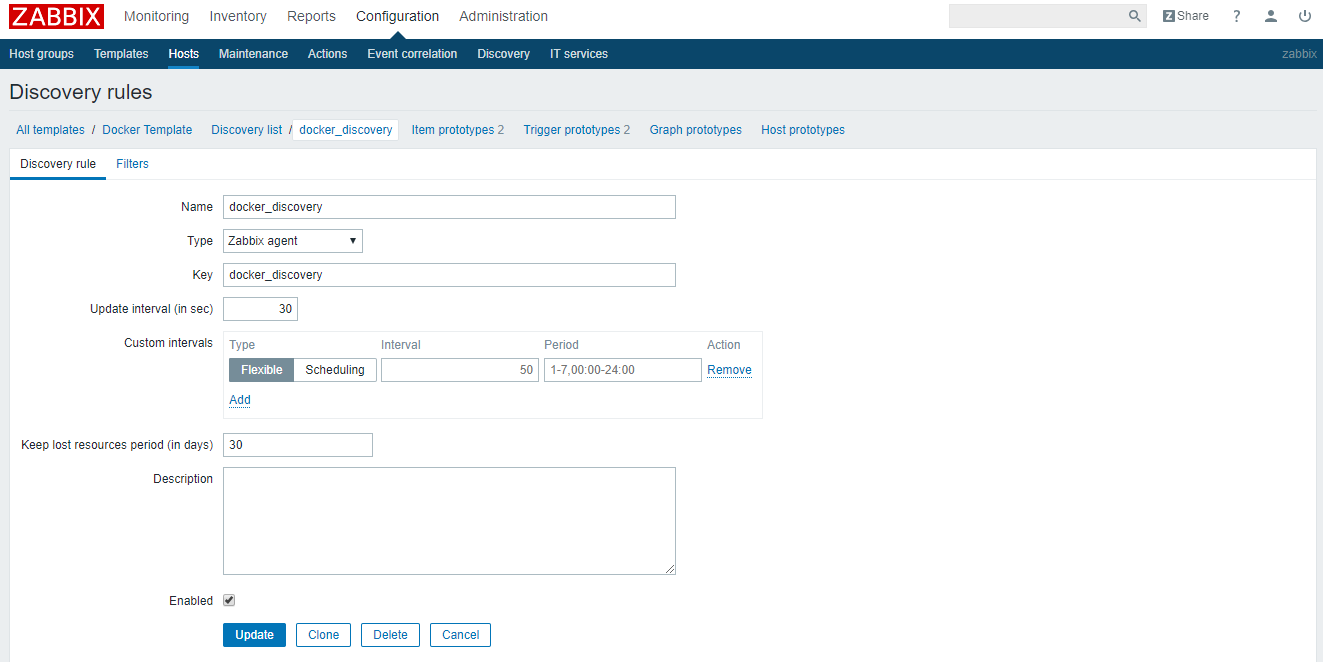 ZABBIX Monitoring Inventory Reports Configuration Administration Z Share ?
Host groups Templates Hosts Maintenance Actions Event correlation Discovery IT services zabbix
Discovery rules
All templates / Docker Template Discovery list / docker_discovery Item prototypes 2 Trigger prototypes 2 Graph prototypes Host prototypes
Discovery rule Filters
Name docker_discovery
Type Zabbix agent
Key docker_discovery
Update interval (in sec) 30
Custom intervals Type Interval Period Action
Flexible Scheduling 50 1-7,00:00-24:00 Remove
Add
Keep lost resources period (in days) 30
Description
Enabled
Update Clone Delete Cancel